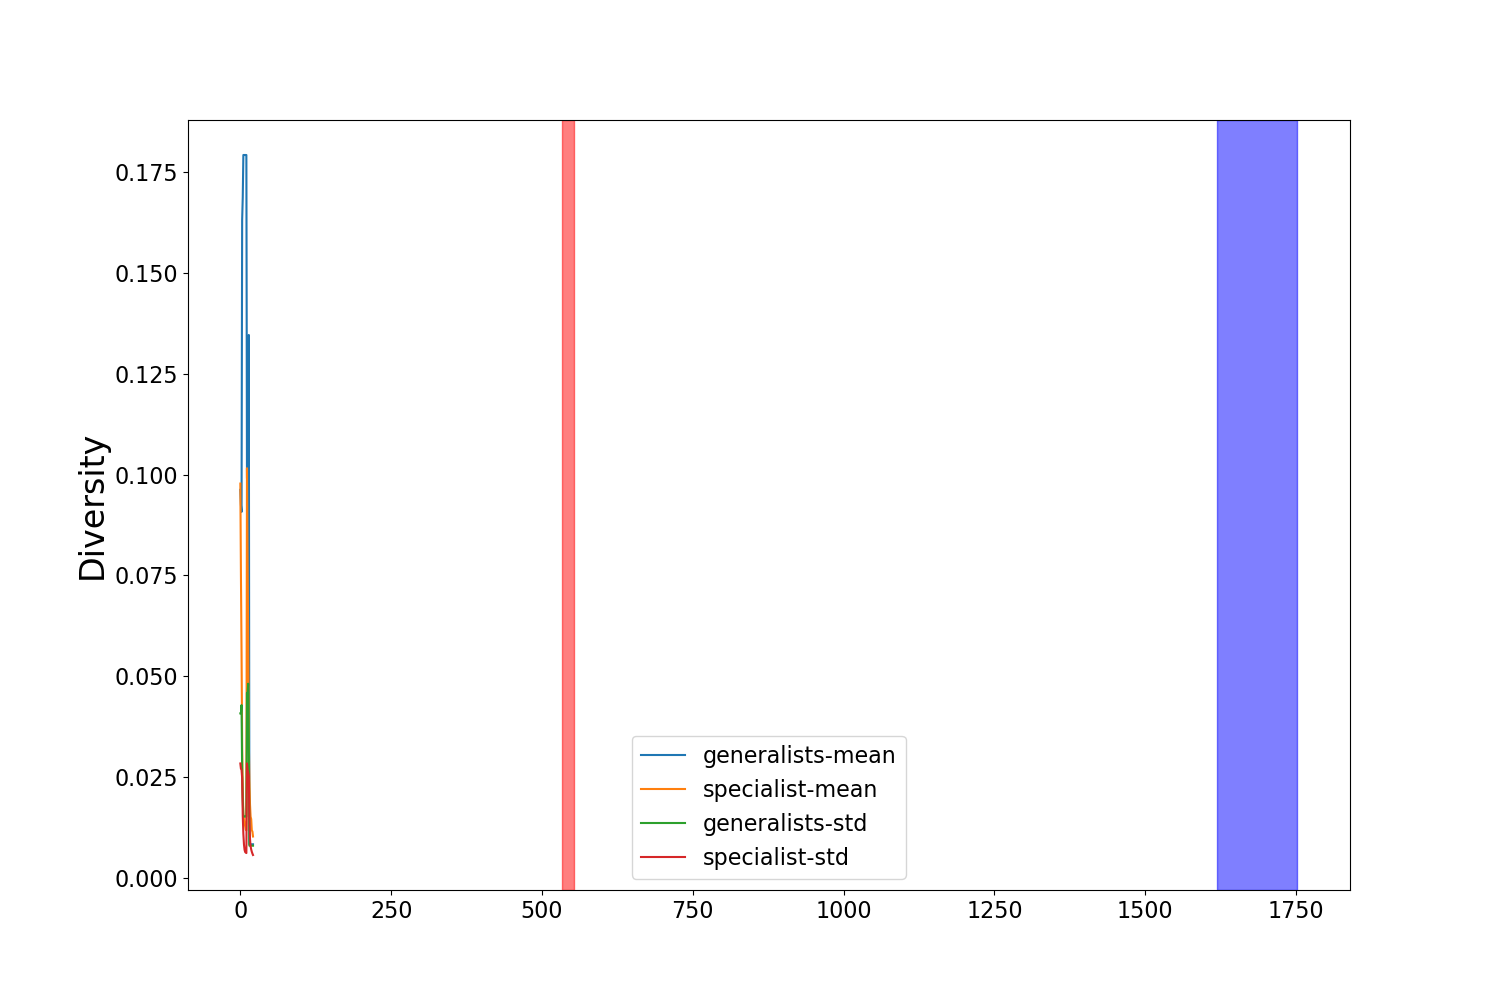 Diversity
0.175
0.150
0.125
0.100
0.075
0.050
0.025
0.000
0 250 500 750 1000 1250 1500 1750
generalists-mean
specialist-mean
generalists-std
specialist-std